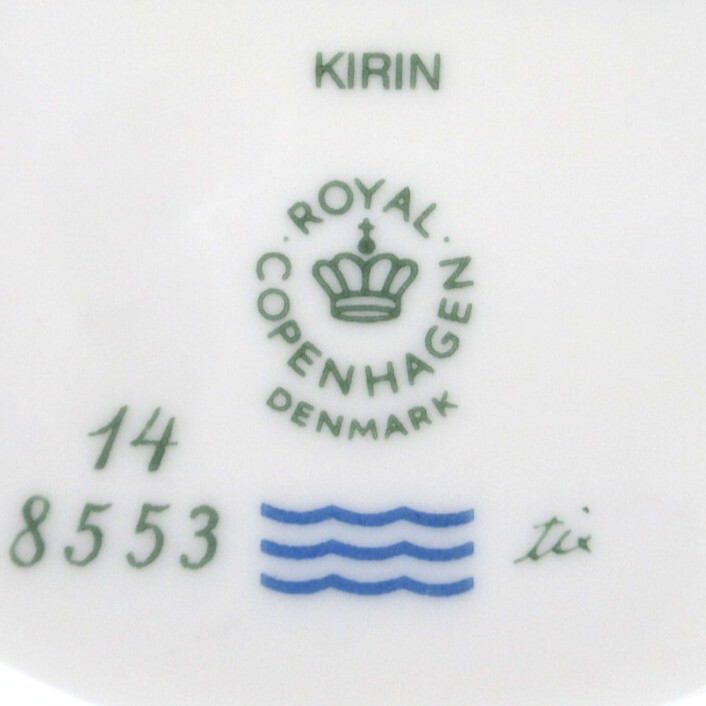 KIRIN
ROYAL
COPENHAGEN
DENMARK
14
8553